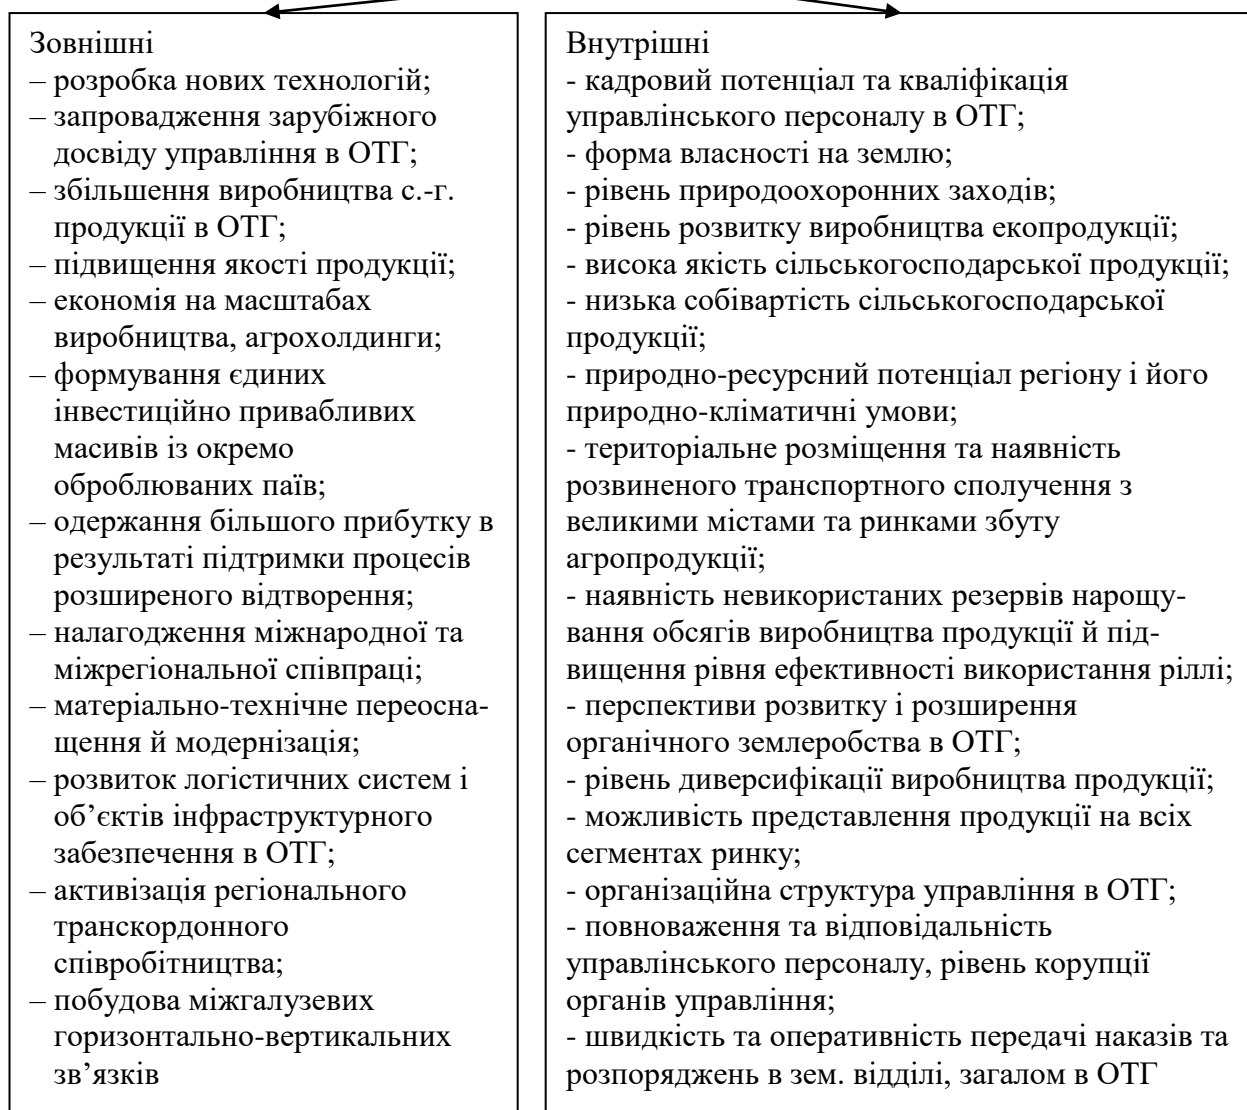 Зовнішні
– розробка нових технологій;
– запровадження зарубіжного
досвіду управління в ОТГ;
– збільшення виробництва с.-г.
продукції в ОТГ;
– підвищення якості продукції;
– економія на масштабах
виробництва, агрохолдинги;
– формування єдиних
інвестиційно привабливих
масивів із окремо
оброблюваних паїв;
– одержання більшого прибутку в
результаті підтримки процесів
розширеного відтворення;
– налагодження міжнародної та
міжрегіональної співпраці;
– матеріально-технічне переосна-
щення й модернізація;
– розвиток логістичних систем і
об’єктів інфраструктурного
забезпечення в ОТГ;
– активізація регіонального
транскордонного
співробітництва;
– побудова міжгалузевих
горизонтально-вертикальних
зв’язків
Внутрішні
- кадровий потенціал та кваліфікація
управлінського персоналу в ОТГ;
- форма власності на землю;
- рівень природоохоронних заходів;
- рівень розвитку виробництва екопродукції;
- висока якість сільськогосподарської продукції;
- низька собівартість сільськогосподарської
продукції;
- природно-ресурсний потенціал регіону і його
природно-кліматичні умови;
- територіальне розміщення та наявність
розвиненого транспортного сполучення з
великими містами та ринками збуту
агропродукції;
- наявність невикористаних резервів нарощу-
вання обсягів виробництва продукції й під-
вищення рівня ефективності використання ріллі;
- перспективи розвитку і розширення
органічного землеробства в ОТГ;
- рівень диверсифікації виробництва продукції;
- можливість представлення продукції на всіх
сегментах ринку;
- організаційна структура управління в ОТГ;
- повноваження та відповідальність
управлінського персоналу, рівень корупції
органів управління;
- швидкість та оперативність передачі наказів та
розпоряджень в зем. відділі, загалом в ОТГ